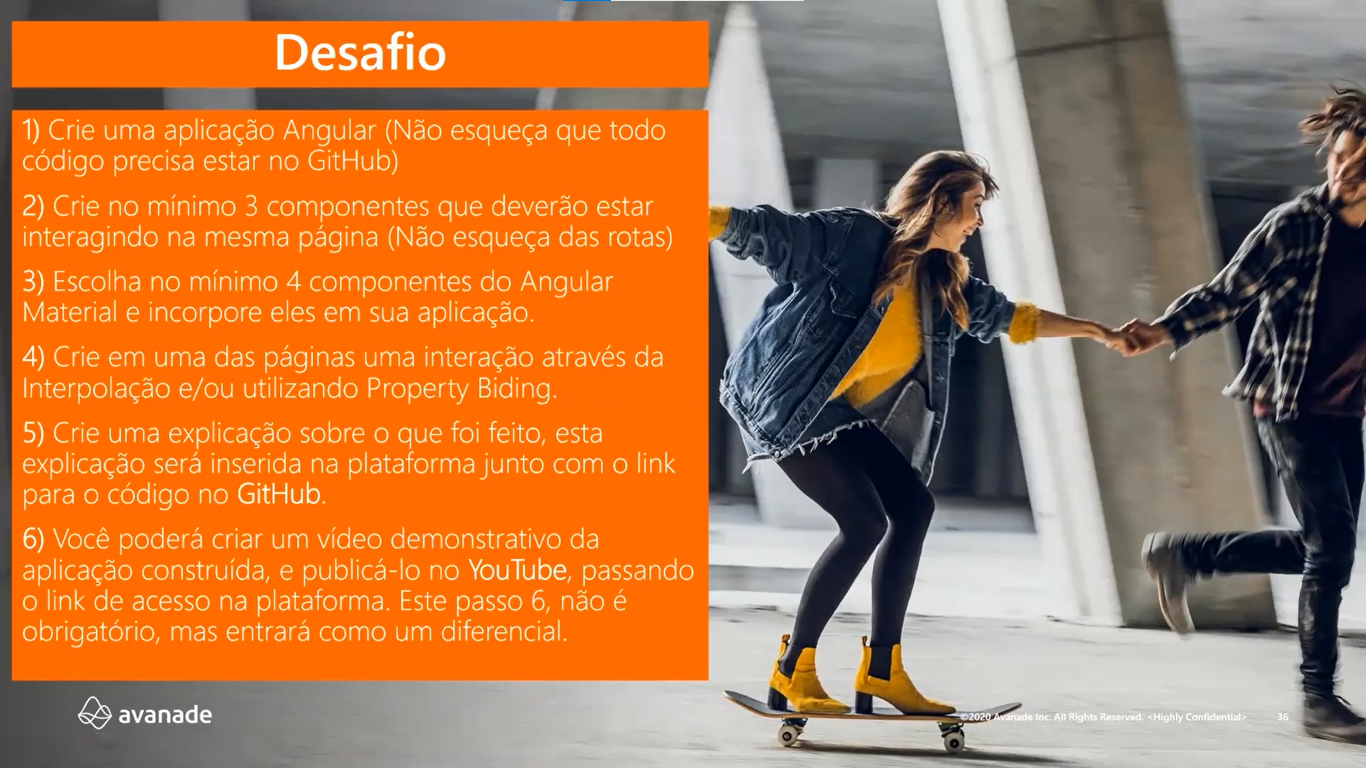 Desafio
1) Crie uma aplicação Angular (Não esqueça que todo
código precisa estar no GitHub)
2) Crie no mínimo 3 componentes que deverão estar
interagindo na mesma página (Não esqueça das rotas)
3) Escolha no mínimo 4 componentes do Angular
Material e incorpore eles em sua aplicação.
4) Crie em uma das páginas uma interação através da
Interpolação e/ou utilizando Property Biding.
5) Crie uma explicação sobre o que foi feito, esta
explicação será inserida na plataforma junto com o link
para o código no GitHub.
6) Você poderá criar um vídeo demonstrativo da
aplicação construída, e publicá-lo no YouTube, passando
o link de acesso na plataforma. Este passo 6, não é
obrigatório, mas entrará como um diferencial.
avanade
©2020 Avanade Inc. All Rights Reserved. <Highly Confidential> 36